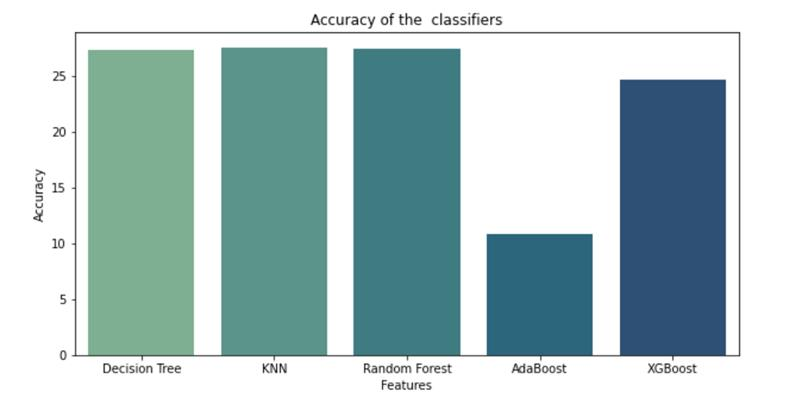 Accuracy of the  classifiers
Accuracy
25
20
15
10
5
0
Decision Tree KNN Random Forest AdaBoost XGBoost
Features